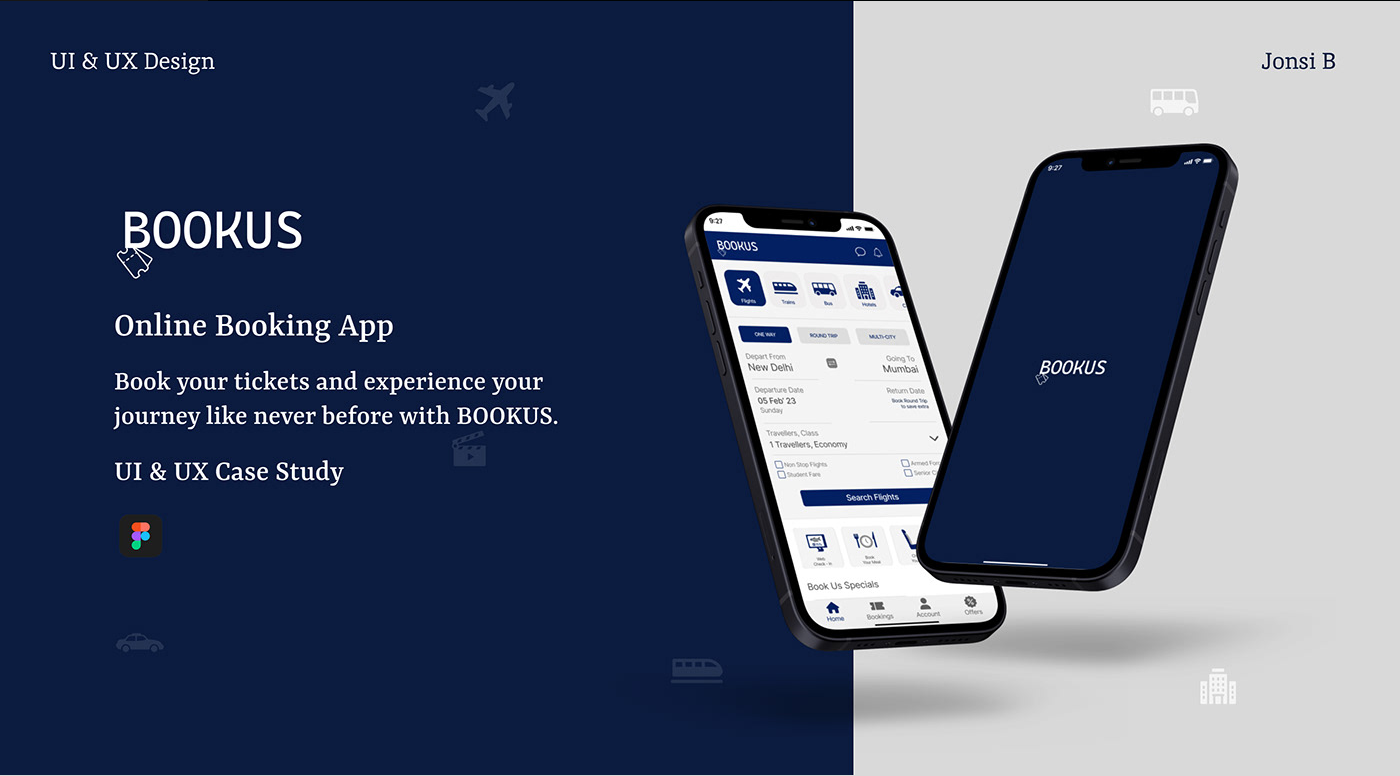 UI & UX Design
Jonsi B
BOOKUS
Online Booking App
Book your tickets and experience your
journey like never before with BOOKUS.
UI & UX Case Study
9:27
BOOKUS
Flights
Trains
Bus
Hotels
ONE WAY
ROUND TRIP
MULTI-CITY
Depart From
Going To
New Delhi
Mumbai
Departure Date
Return Date
05 Feb' 23
Book Round Trip
to save extra
Sunday
Travellers, Class
1 Travellers, Economy
Non Stop Flights
Armed For
Student Fare
Senior C
Search Flights
Web
Check - In
Book
Your Meal
Book Us Specials
Home
Bookings
Account
Offers
9:27
BOOKUS